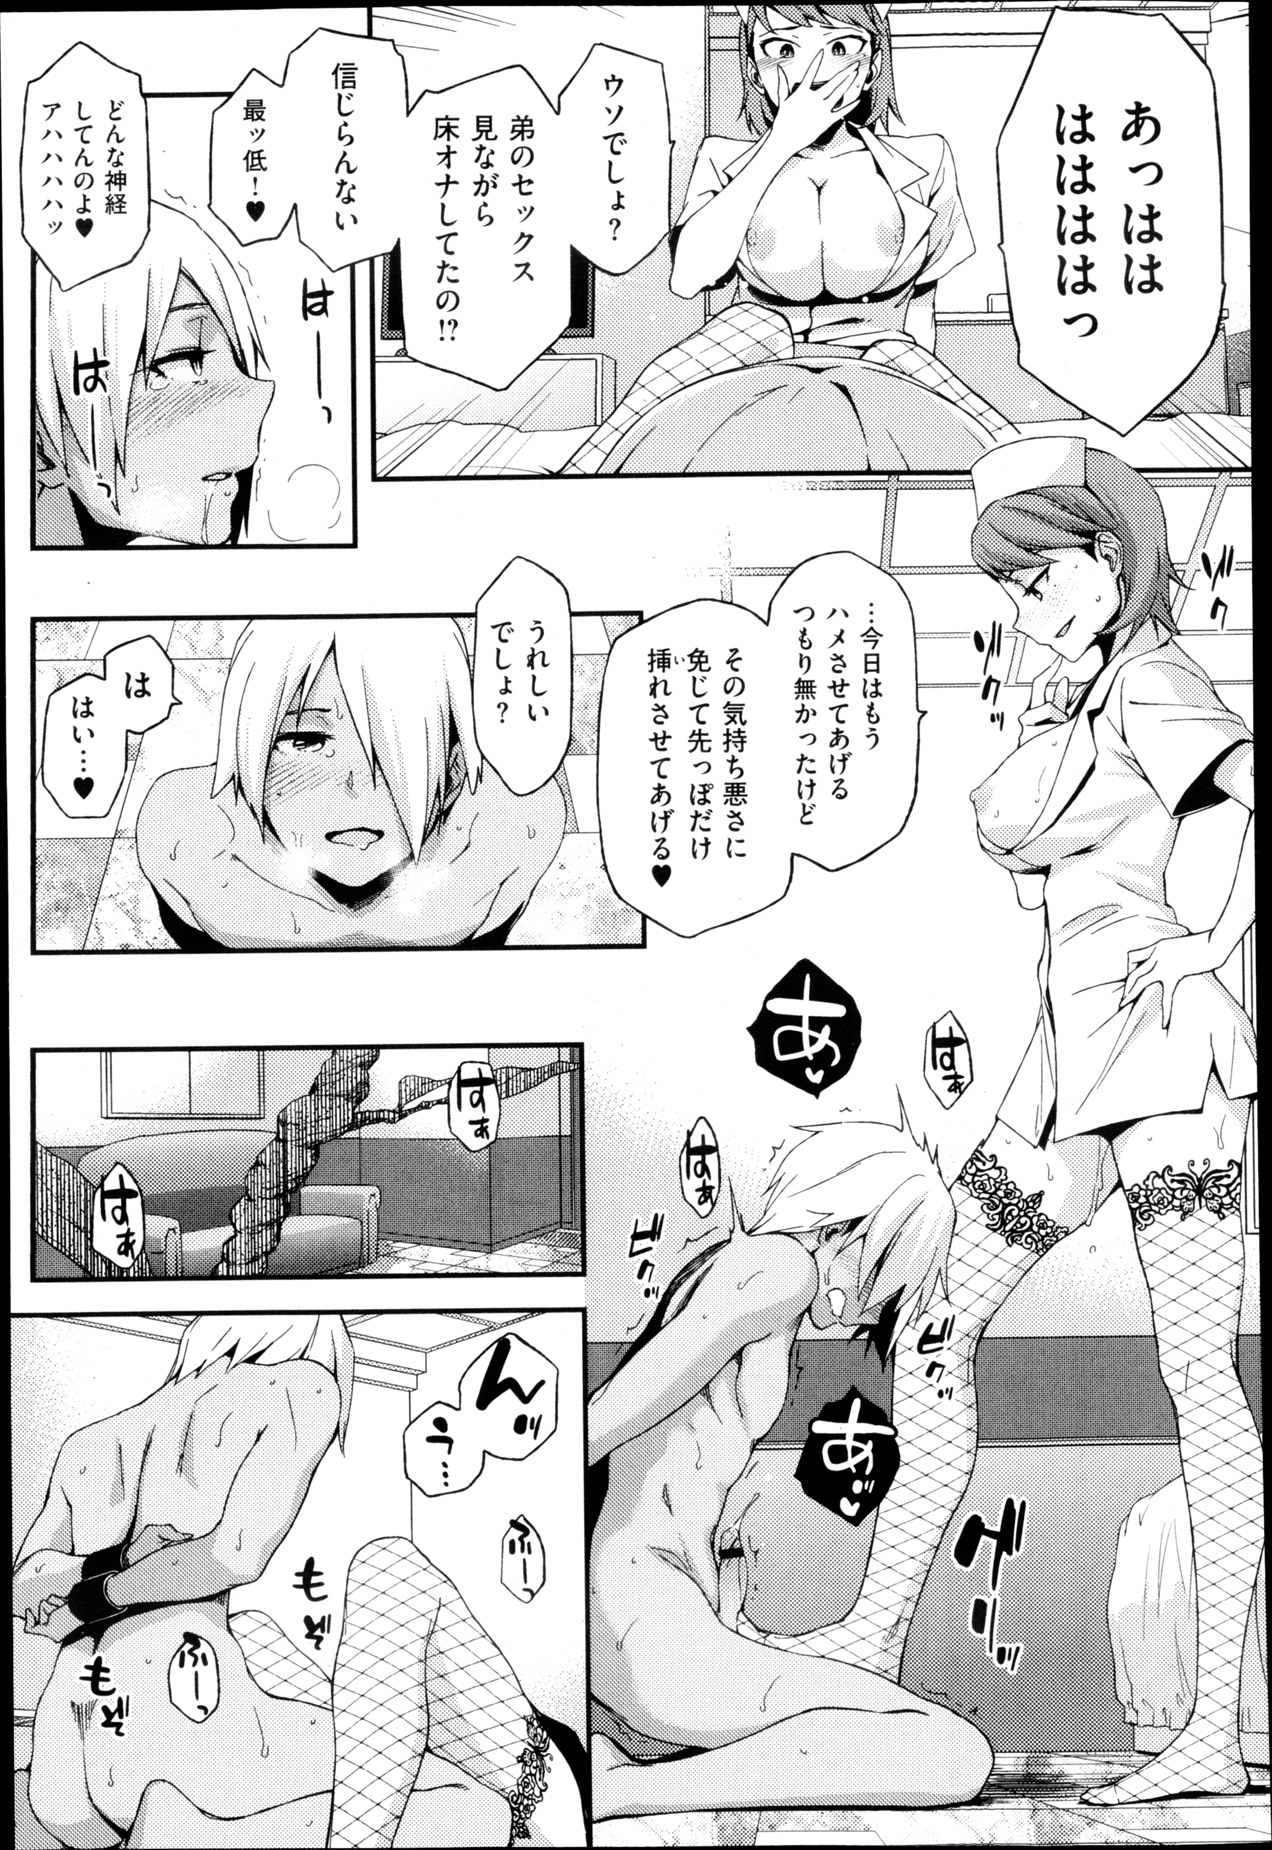 あっはは
はははは っ
ウソでしょ？
弟のセックス
見ながら
床オナしてたの!?
信じらんない
最ッ低！♥
どんな神経
してんのよ♥
アハハハハッ
はーっ
はーっ
…今日はもう
ハメさせてあげる
つもり無かったけど
その気持ち悪さに
免じて先っぽだけ
挿れさせてあげる♥
い
ゾク
ゾクッ
うれしい
でしょ？
は
はい…♥
あ♥
はぁ
はぁ
ビクッ
ビクッ
あ゛ッ♥
グリッ
はぁ
はぁ
んッ
う…
ふーっ
もぞ
もぞ
ふーっ